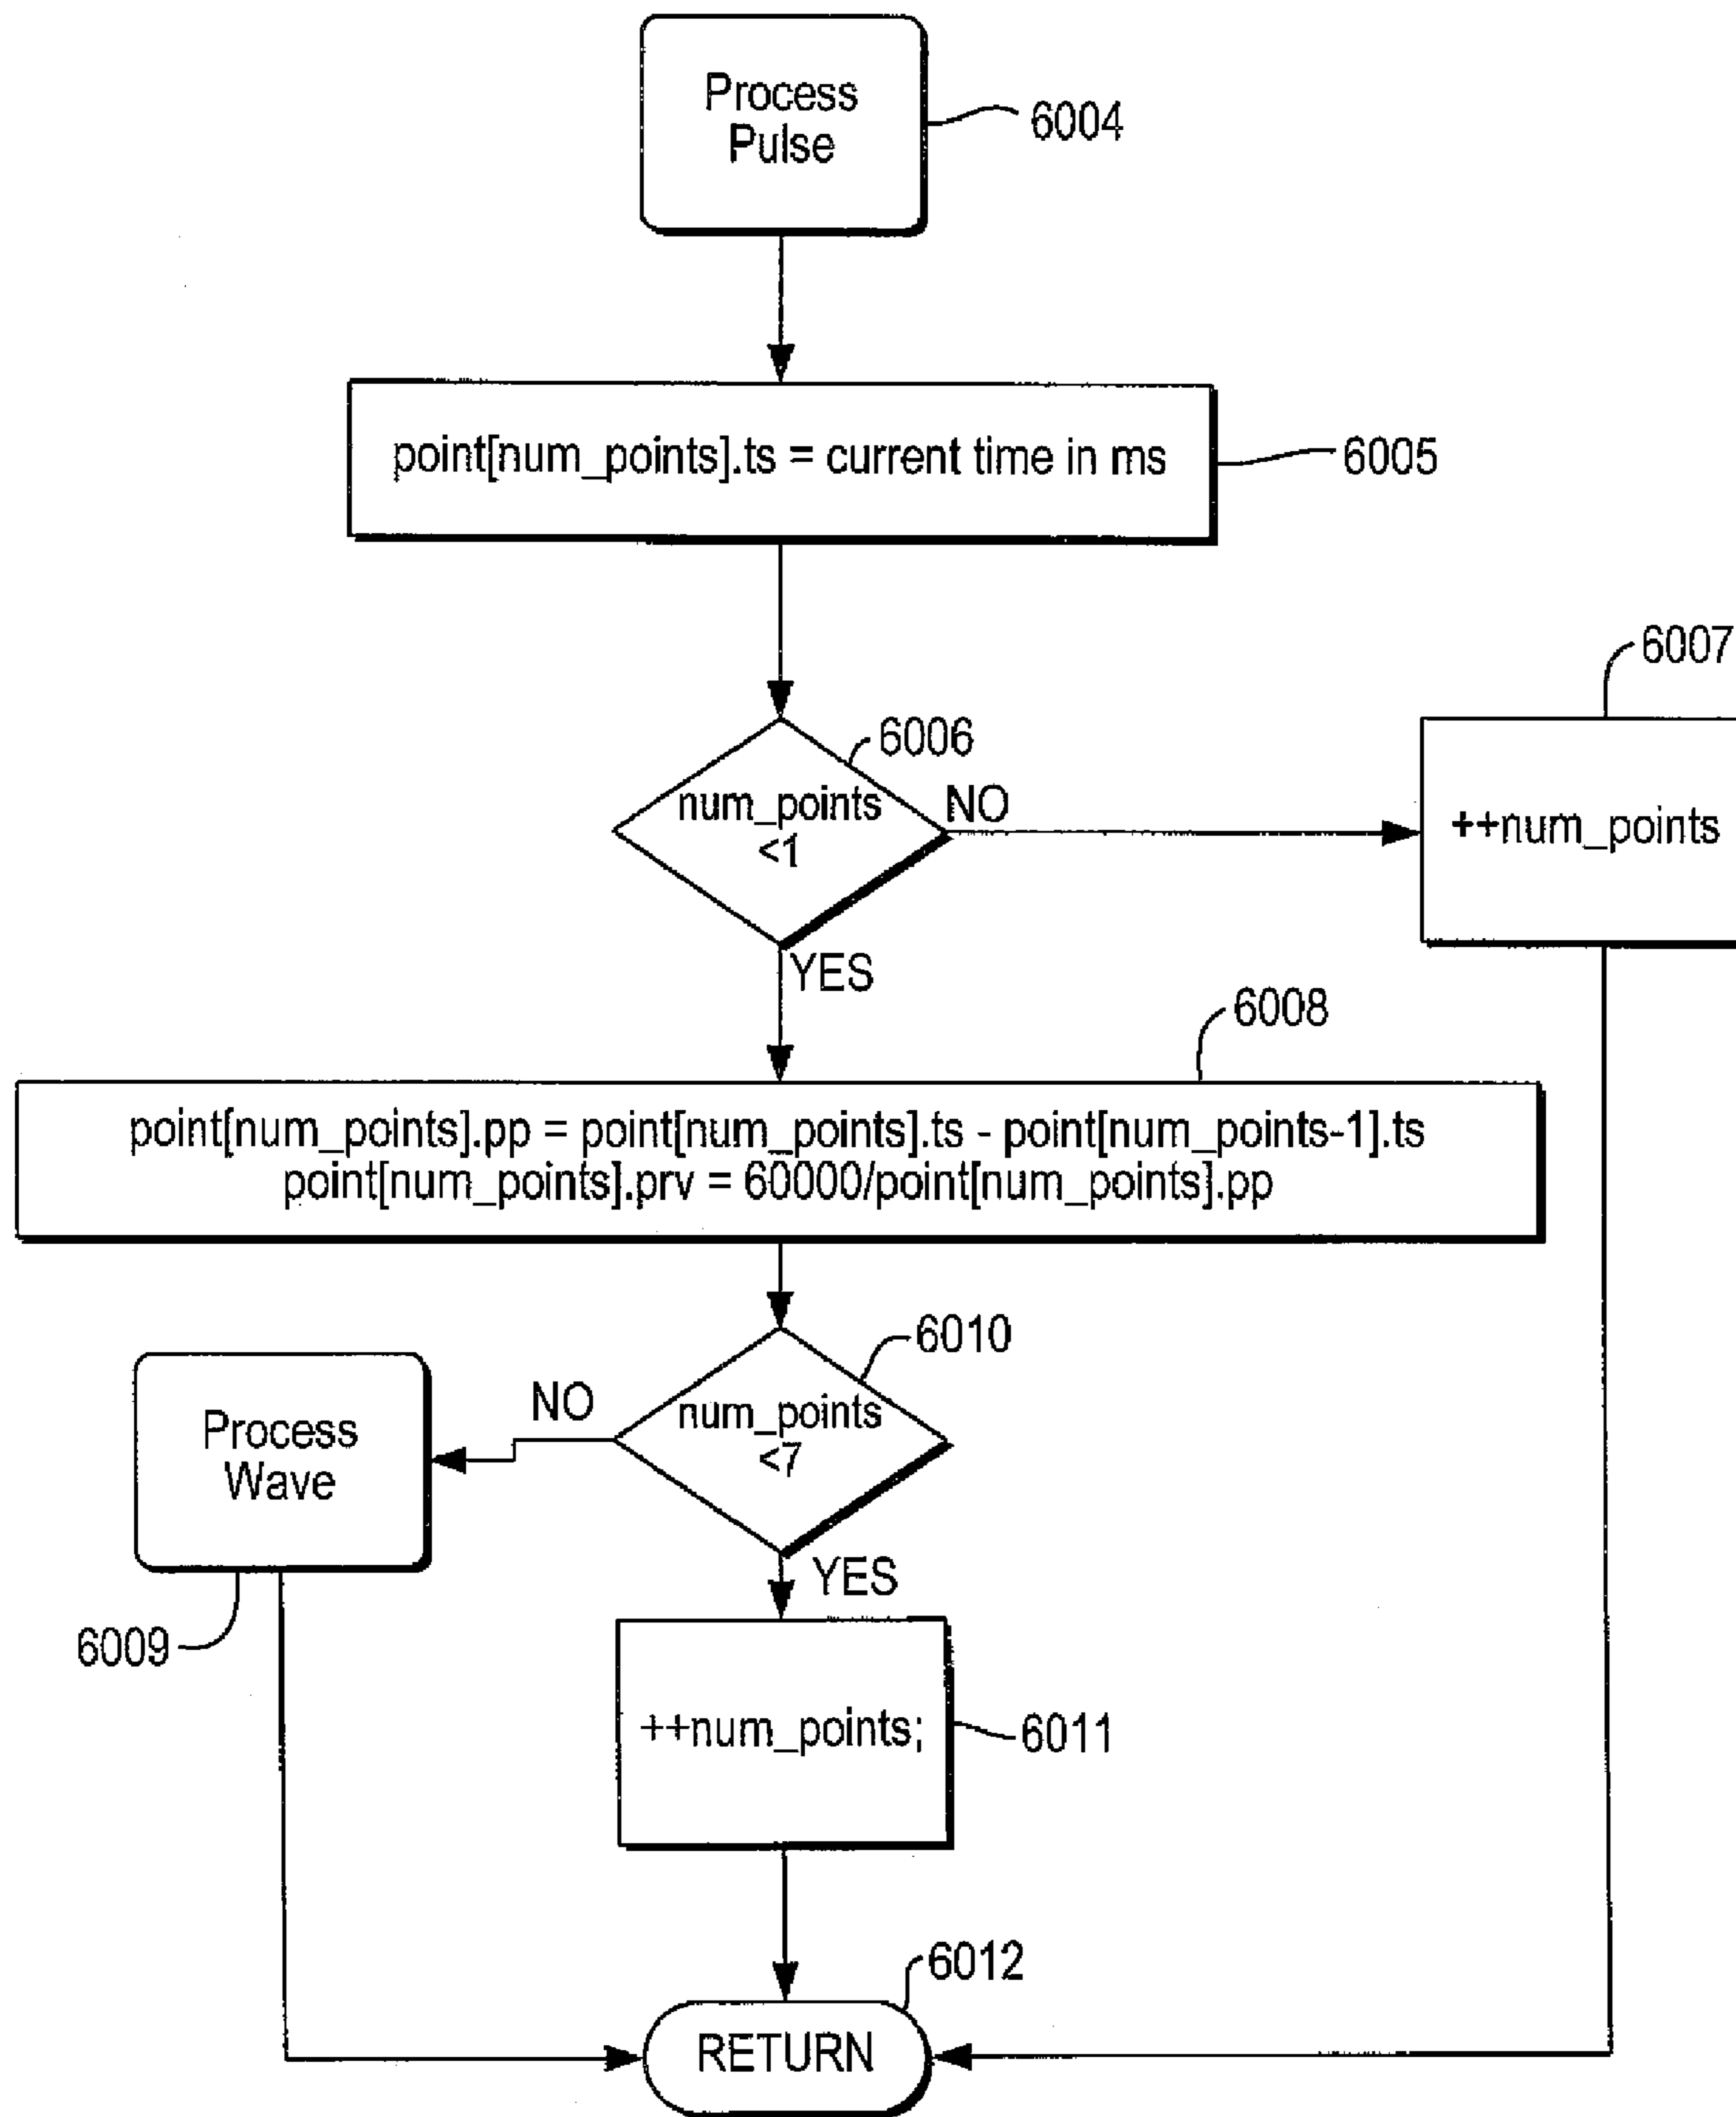 Process
Pulse
6004
point[num_points].ts = current time in ms
6005
6007
6006
num_points
<1
NO
++num_points
YES
6008
point[num_points].pp = point[num_points].ts - point[num_points-1].ts
point[num_points].prv = 60000/point[num_points].pp
6010
Process
Wave
NO
num_points
<7
YES
6009
++num_points;
6011
6012
RETURN